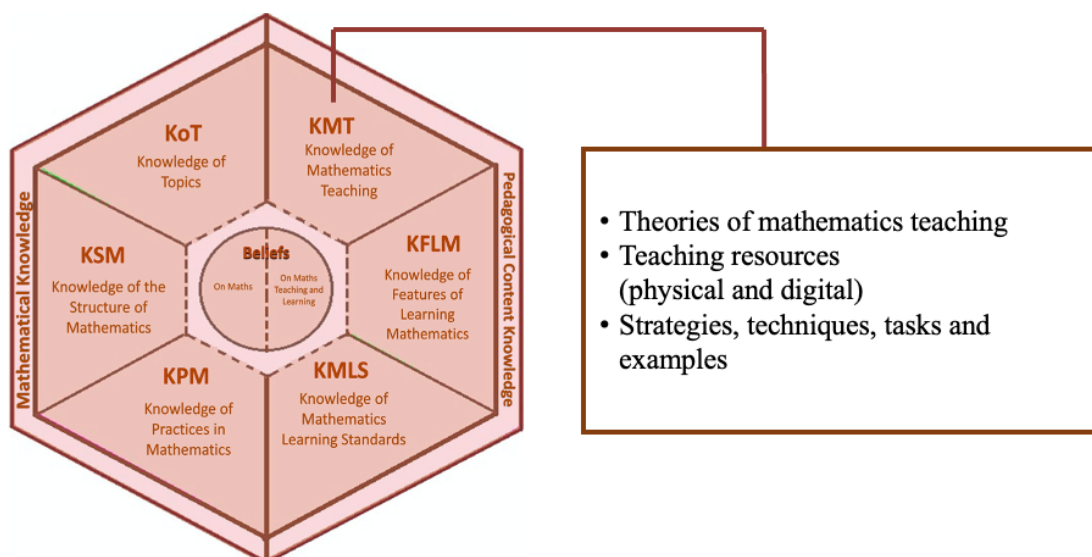 KoT
Knowledge of
Topics
KMT
Knowledge of
Mathematics
Teaching
Mathematical Knowledge
Pedagogical Content Knowledge
KSM
Knowledge of the
Structure of
Mathematics
Beliefs
On Maths
On Maths
Teaching and
Learning
KFLM
Knowledge of
Features of
Learning
Mathematics
KPM
Knowledge of
Practices in
Mathematics
KMLS
Knowledge of
Mathematics
Learning Standards
• Theories of mathematics teaching
• Teaching resources
(physical and digital)
• Strategies, techniques, tasks and
examples